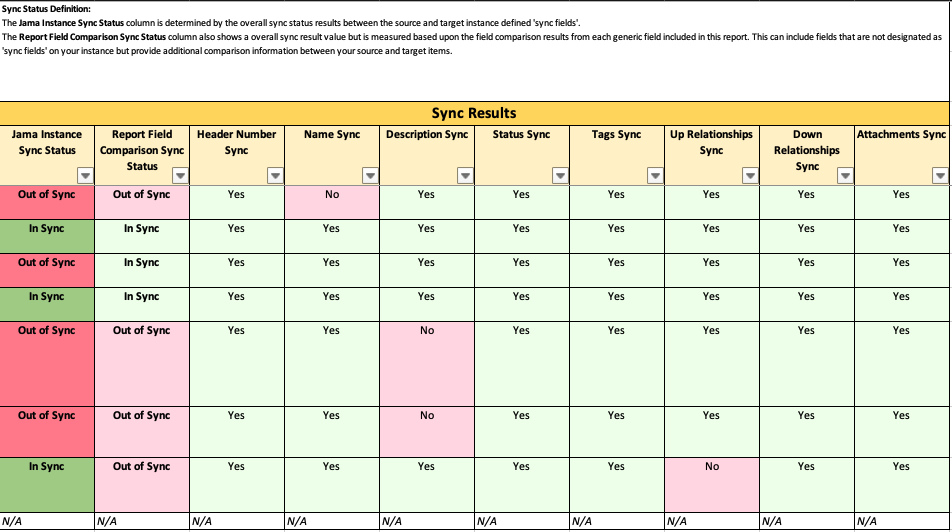 Sync Status Definition:
The Jama Instance Sync Status column is determined by the overall sync status results between the source and target instance defined 'sync fields'.
The Report Field Comparison Sync Status column also shows a overall sync result value but is measured based upon the field comparison results from each generic field included in this report. This can include fields that are not designated as
'sync fields' on your instance but provide additional comparison information between your source and target items.
Sync Results
Jama Instance Sync Status Report Field Comparison Sync Status Header Number Sync Name Sync Description Sync Status Sync Tags Sync Up Relationships Sync Down Relationships Sync Attachments Sync
Out of Sync Out of Sync Yes No Yes Yes Yes Yes Yes Yes
In Sync In Sync Yes Yes Yes Yes Yes Yes Yes Yes
Out of Sync In Sync Yes Yes Yes Yes Yes Yes Yes Yes
In Sync In Sync Yes Yes Yes Yes Yes Yes Yes Yes
Out of Sync Out of Sync Yes Yes No Yes Yes Yes Yes Yes
Out of Sync Out of Sync Yes Yes No Yes Yes Yes Yes Yes
In Sync Out of Sync Yes Yes Yes Yes Yes No Yes Yes
N/A N/A N/A N/A N/A N/A N/A N/A N/A N/A